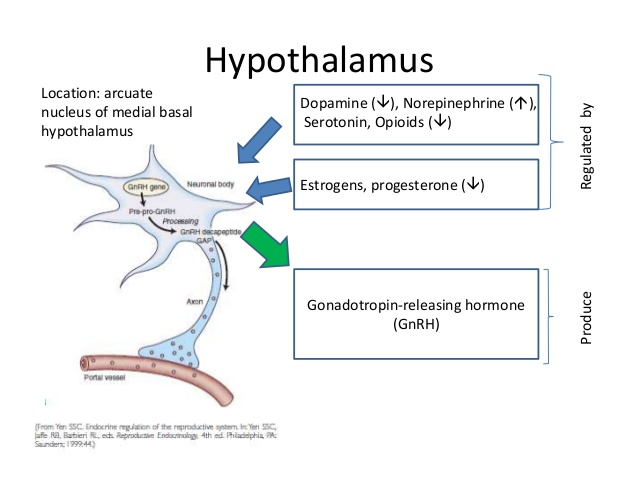 Hypothalamus
Location: arcuate
nucleus of medial basal
hypothalamus
Dopamine (↓), Norepinephrine (↑),
Serotonin, Opioids (↓)
Estrogens, progesterone (↓)
Regulated by
GnRH gene
Neuronal body
Pre-pro-GnRH
Processing
GnRH decapeptide
GAP
Axon
Portal vessel
Gonadotropin-releasing hormone
(GnRH)
Produce
(From Yen SSC. Endocrine regulation of the reproductive system. In: Yen SSC,
Jaffe RB, Barbieri RL, eds. Reproductive Endocrinology, 4th ed. Philadelphia, PA:
Saunders; 1999:44.)